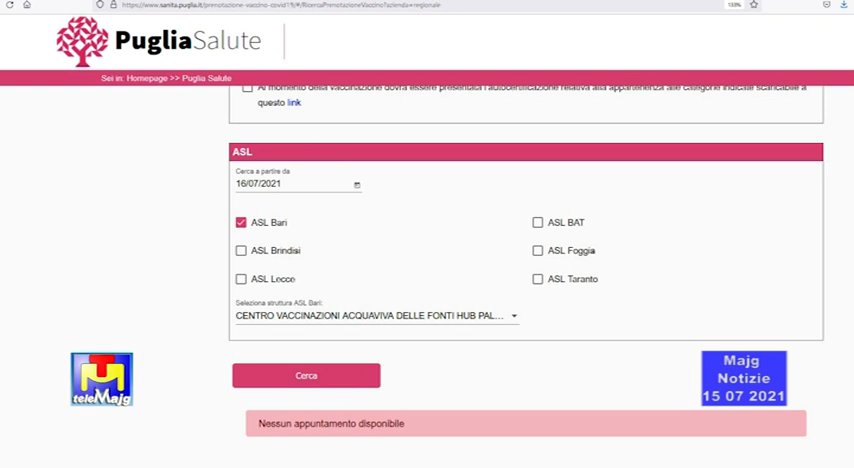 https://www.sanita.puglia.it/prenotazione-vaccino-covid19/#/RicercaPrenotazioneVaccino?azienda=regionale
133%
PugliaSalute
Sei in: Homepage >> Puglia Salute
Al momento della vaccinazione dovrà essere presentata l'autocertificazione relativa alla appartenenza alle categorie indicate scaricabile a
questo link
ASL
Cerca a partire da
16/07/2021
ASL Bari
ASL BAT
ASL Brindisi
ASL Foggia
ASL Lecce
ASL Taranto
Seleziona struttura ASL Bari:
CENTRO VACCINAZIONI ACQUAVIVA DELLE FONTI HUB PAL...
Cerca
teleMajg
Majg
Notizie
15 07 2021
Nessun appuntamento disponibile